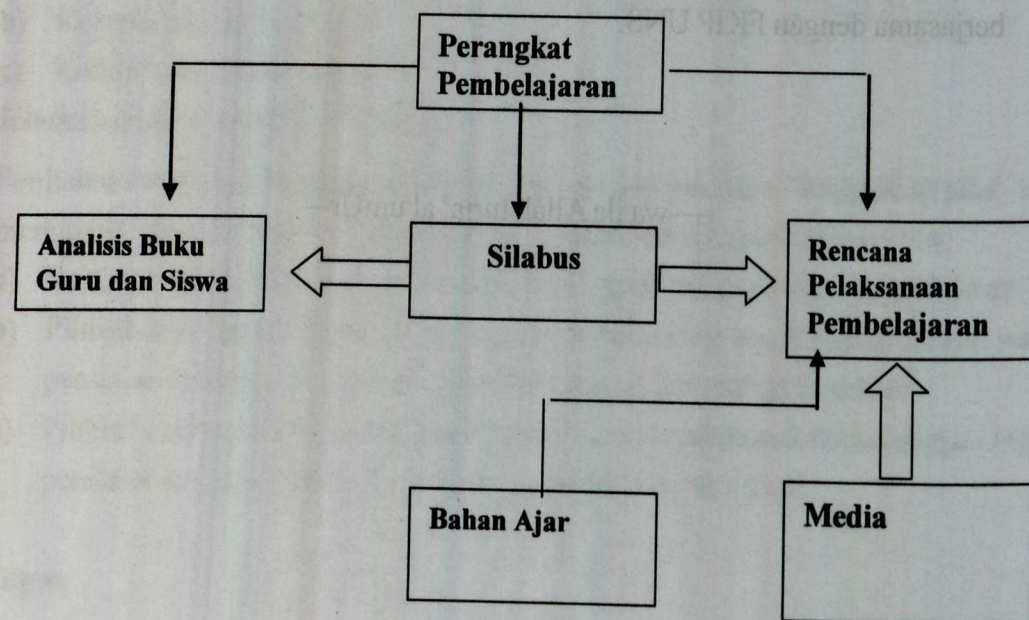 Perangkat
Pembelajaran
Analisis Buku
Guru dan Siswa
Silabus
Rencana
Pelaksanaan
Pembelajaran
Bahan Ajar
Media